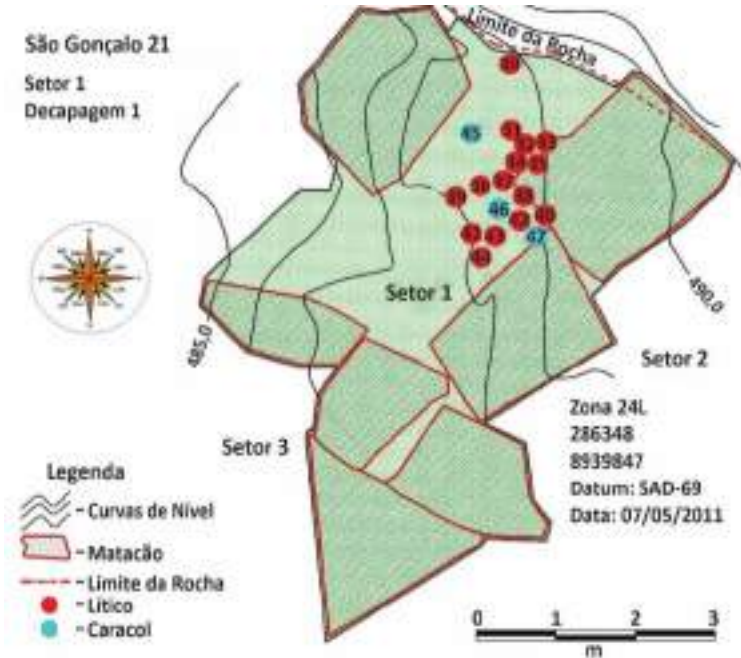 São Gonçalo 21
Setor 1
Decapagem 1
Limite da Rocha
45
46
47
Setor 1
490,0
485,0
Setor 2
Setor 3
Zona 24L
286348
8939847
Datum: SAD-69
Data: 07/05/2011
Legenda
- Curvas de Nível
- Matacão
- Limite da Rocha
- Lítico
- Caracol
0 1 2 3
m